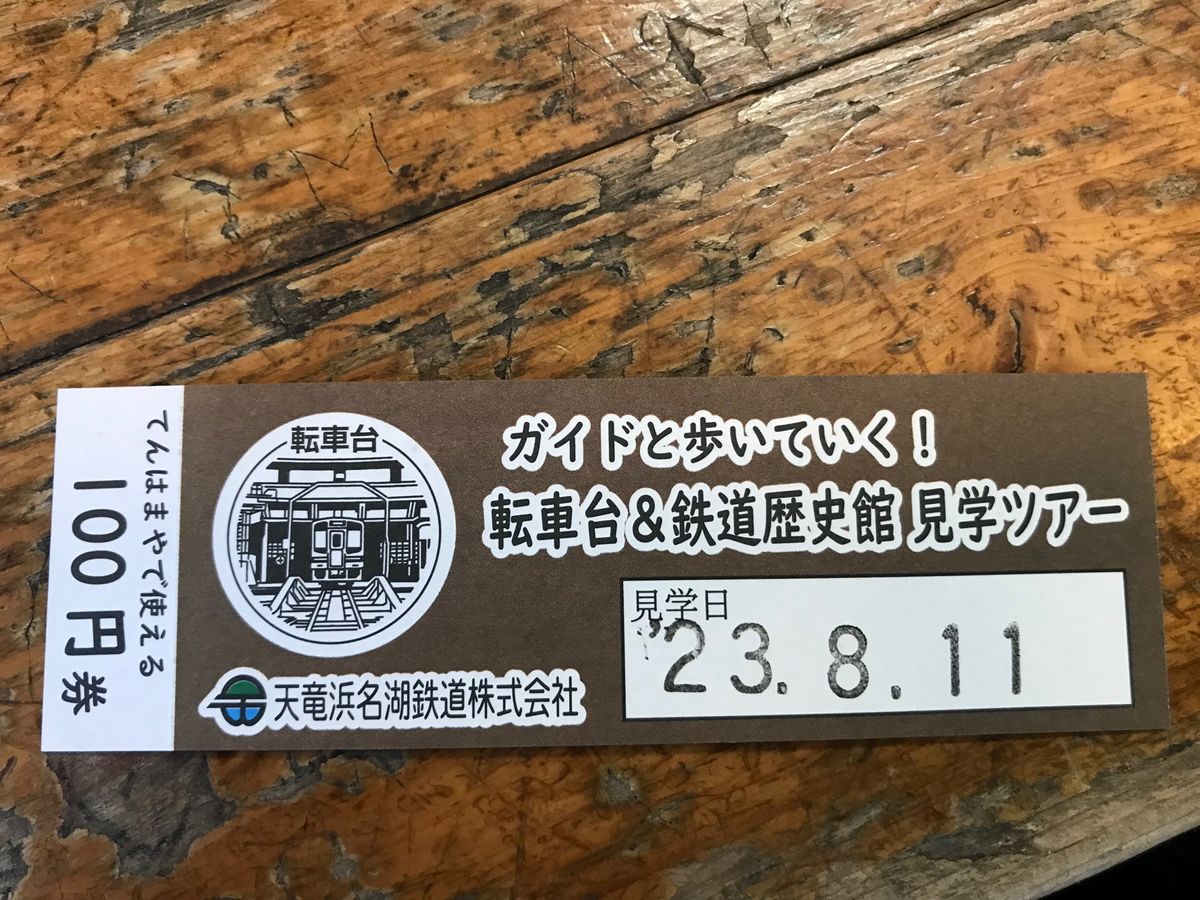 てんはまやで使える
100円券
転車台
ガイドと歩いていく!
転車台&鉄道歴史館 見学ツアー
見学日
'23.8.11
天竜浜名湖鉄道株式会社